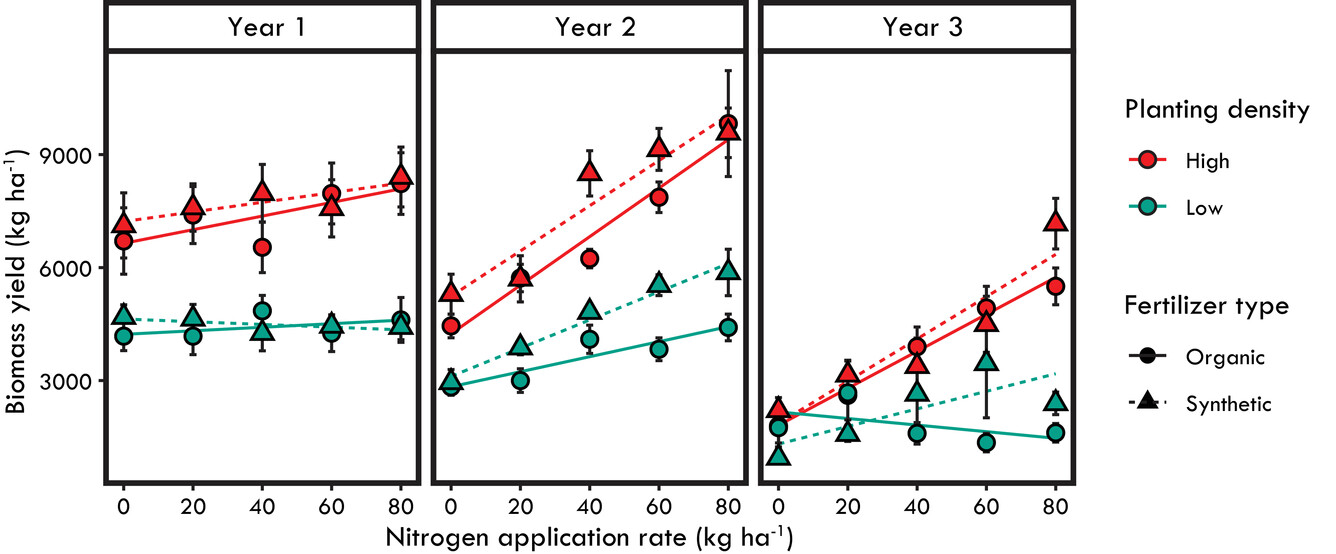 Year 1 Year 2 Year 3
Biomass yield (kg ha⁻¹)
9000
6000
3000
0 20 40 60 80 0 20 40 60 80 0 20 40 60 80
Nitrogen application rate (kg ha⁻¹)
Planting density
High
Low
Fertilizer type
Organic
Synthetic